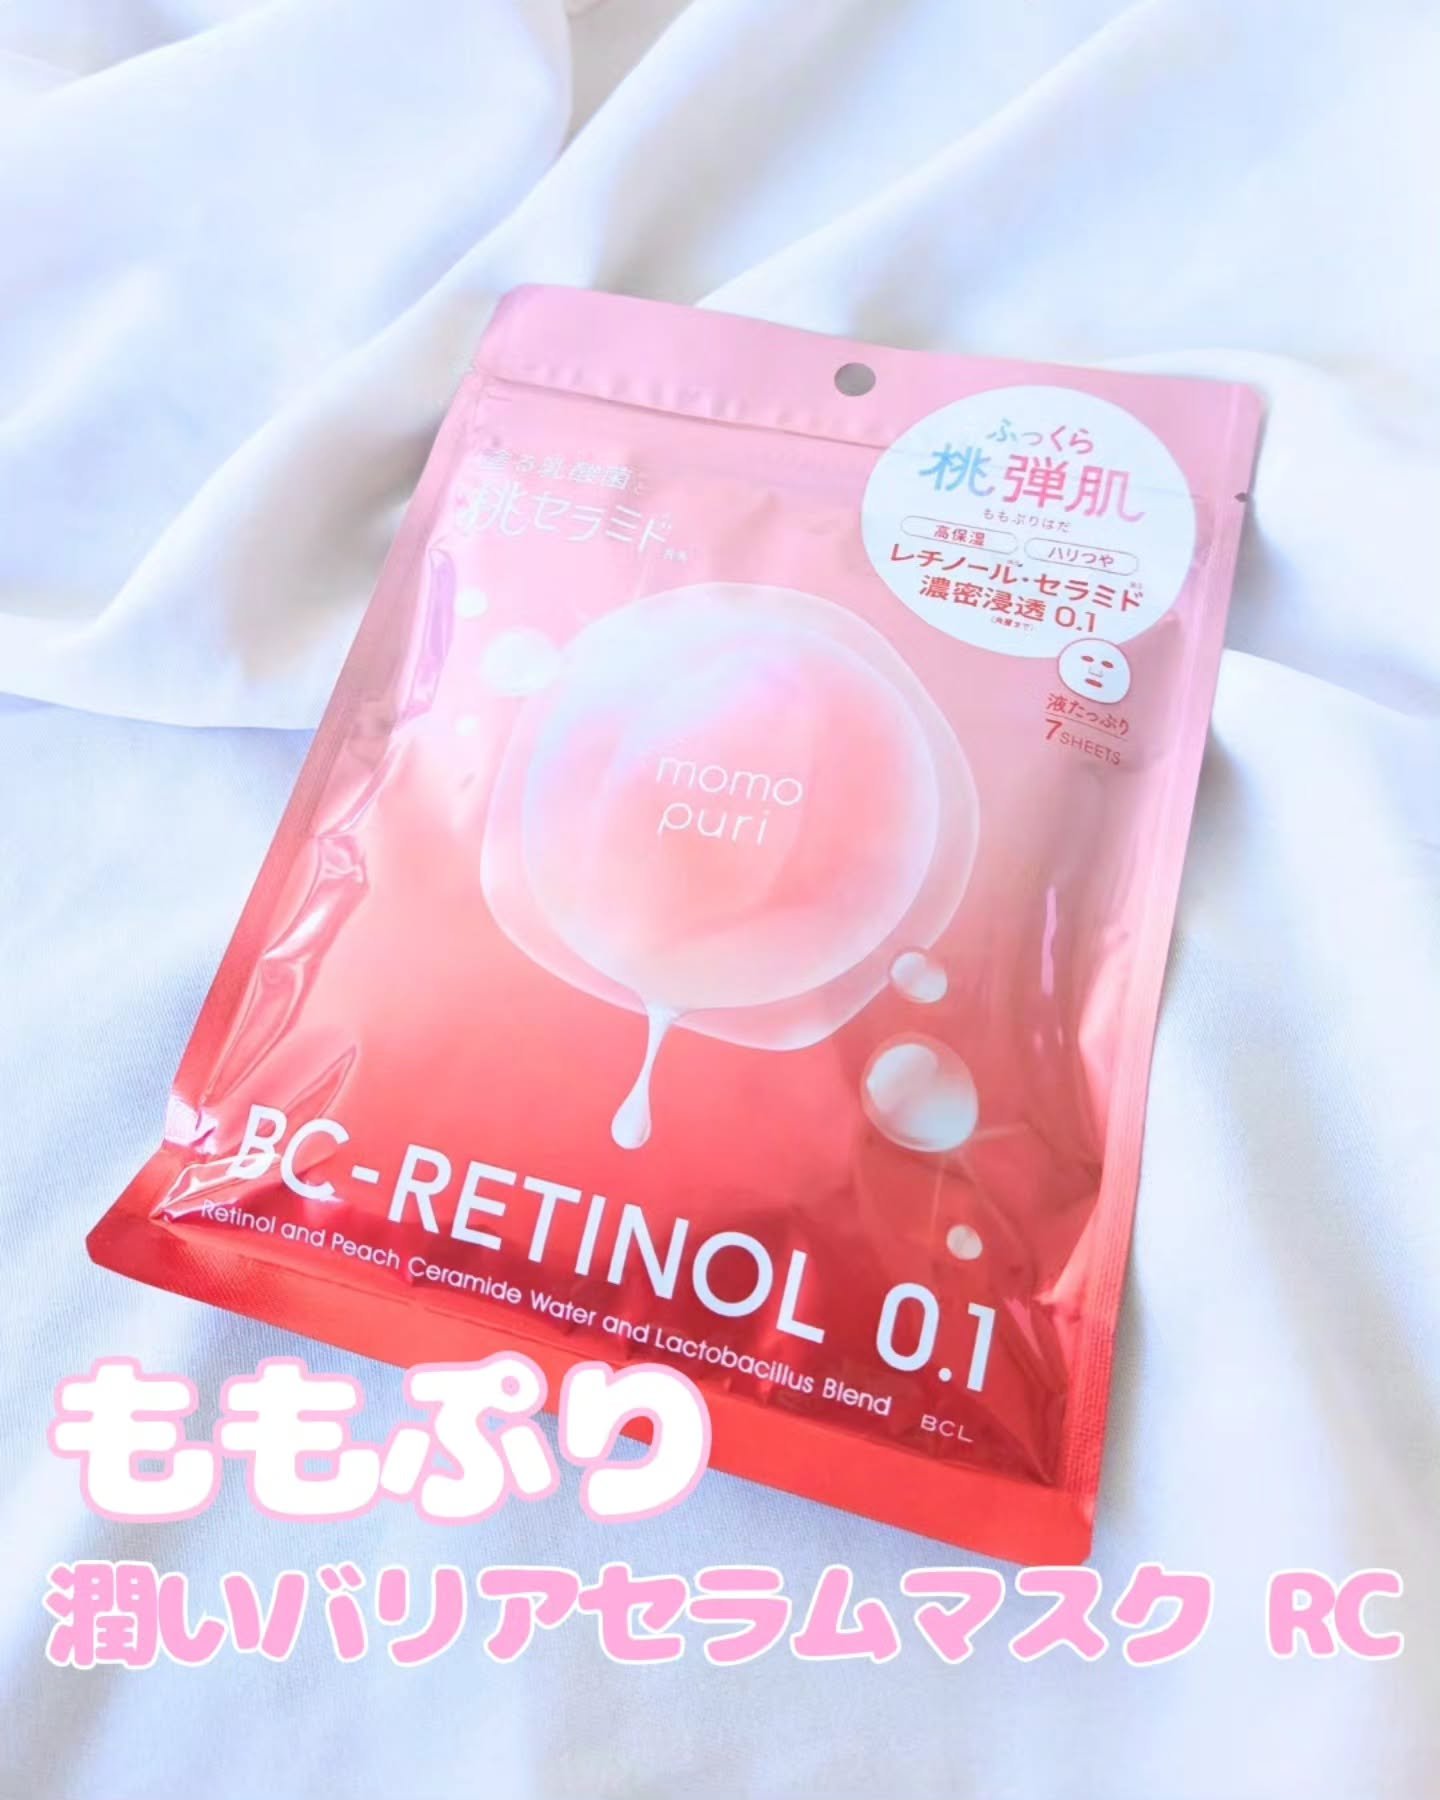 塗る乳酸菌と
桃セラミド
ふっくら
桃弾肌
ももぷりはだ
高保湿 ハリつや
レチノール・セラミド
濃密浸透 0.1
(角層まで)
液たっぷり
7SHEETS
momo
puri
BC-RETINOL 0.1
Retinol and Peach Ceramide Water and Lactobacillus Blend
BCL
ももぷり
潤いバリアセラムマスク RC